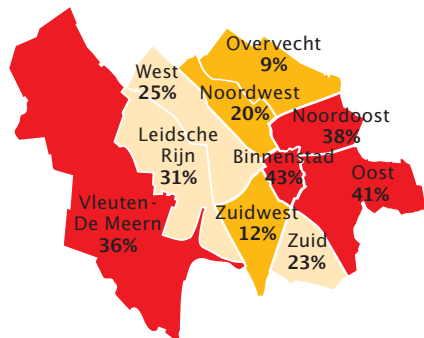 Overvecht
9%
West
25%
Noordwest
20%
Noordoost
38%
Leidsche
Rijn
31%
Binnenstad
43%
Oost
41%
Vleuten-
De Meern
36%
Zuidwest
12%
Zuid
23%